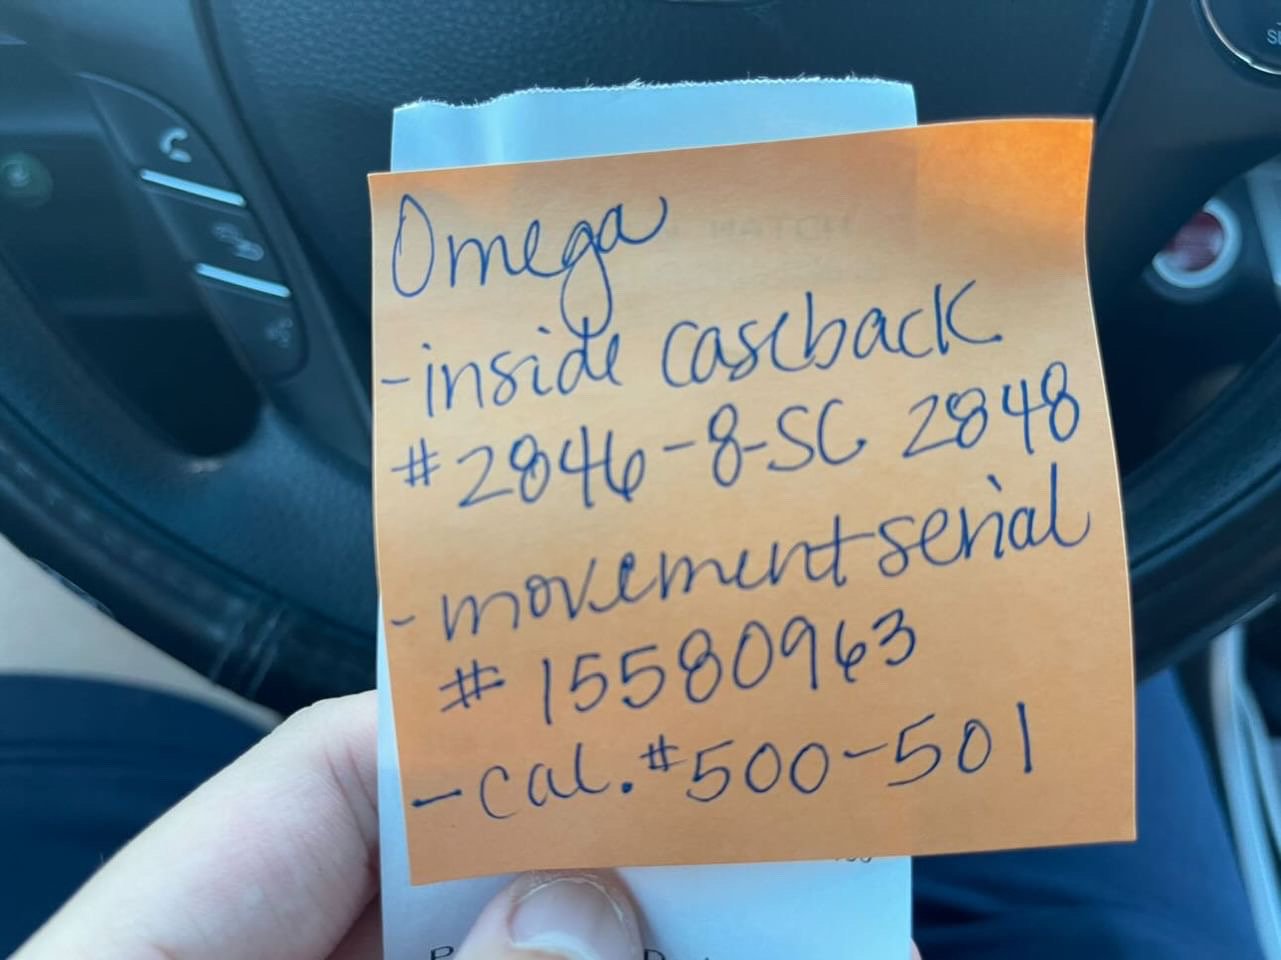 Omega
-inside caseback
#2846-8-SC 2848
-movement serial
#15580963
-cal. #500-501